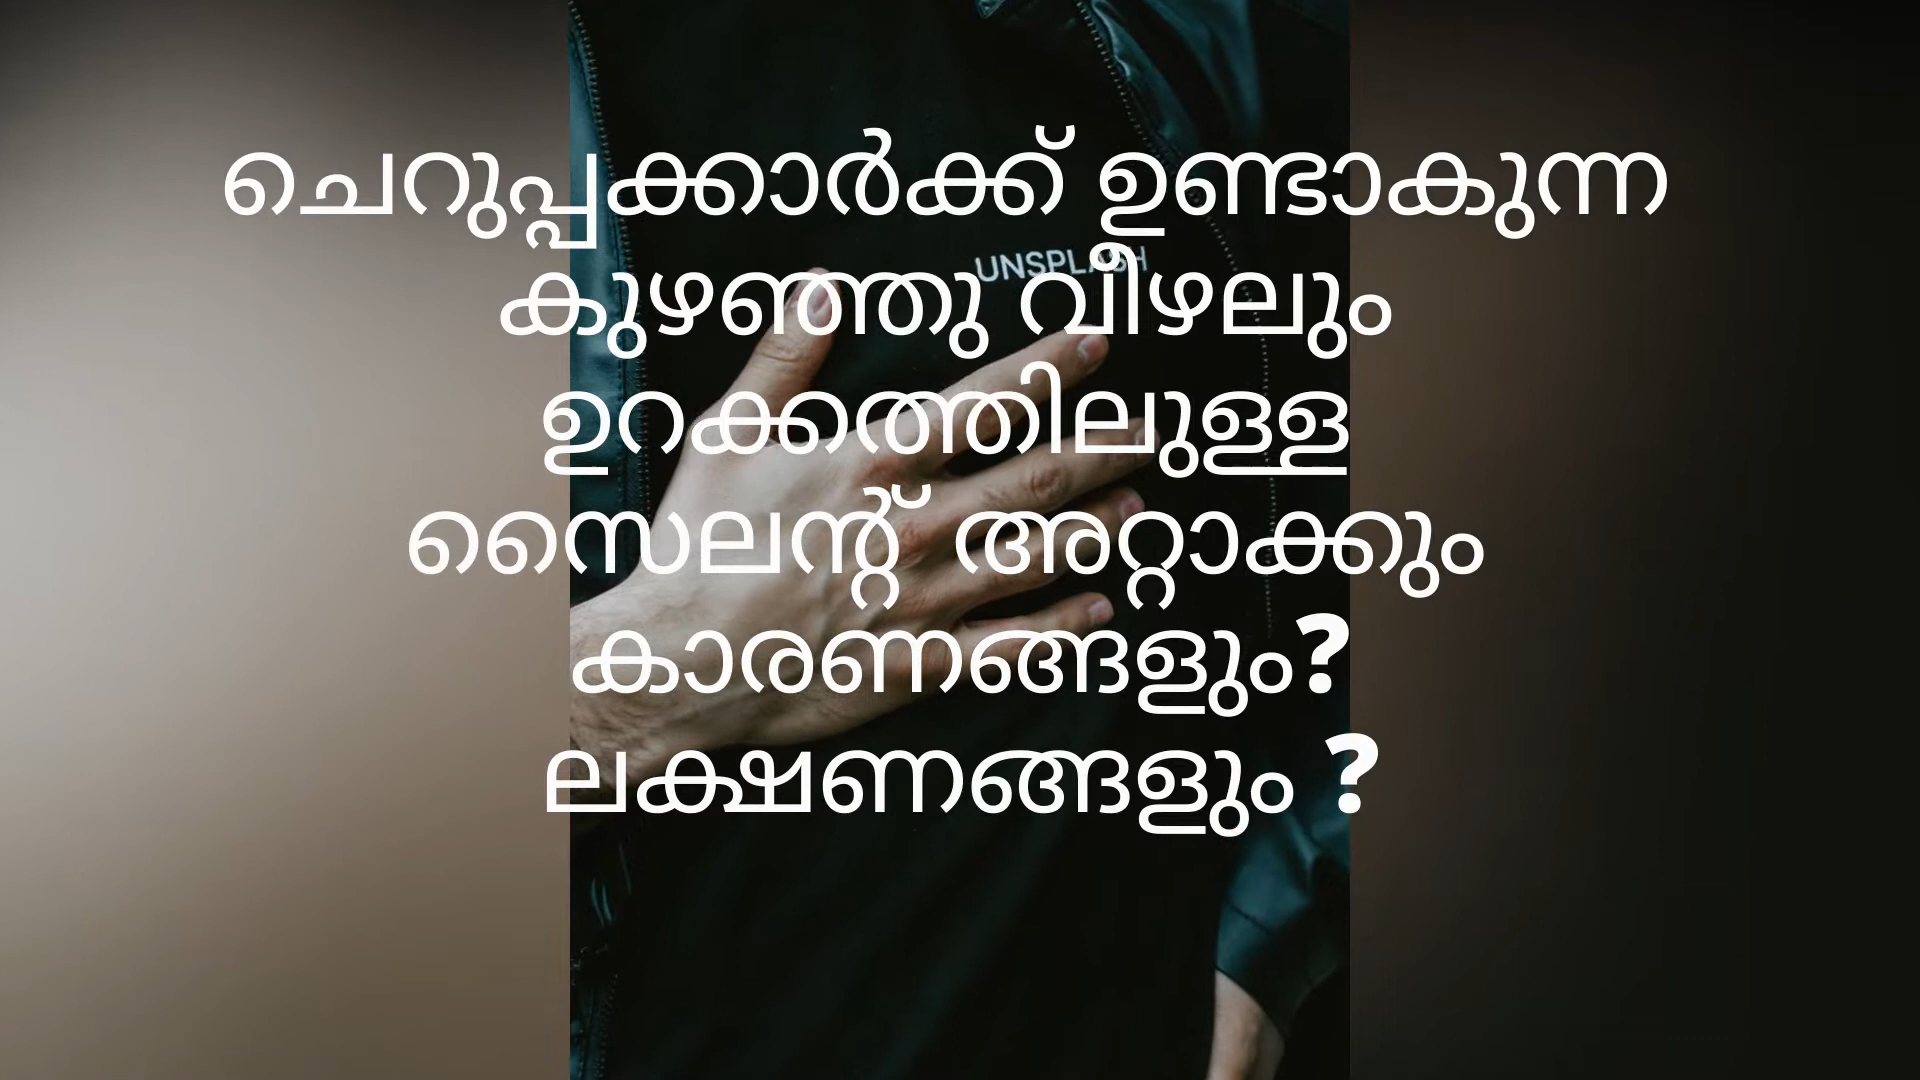 ചെറുപ്പക്കാർക്ക് ഉണ്ടാകുന്ന
UNSPLASH
കുഴഞ്ഞു വീഴലും
ഉറക്കത്തിലുള്ള
സൈലന്റ് അറ്റാക്കും
കാരണങ്ങളും?
ലക്ഷണങ്ങളും ?